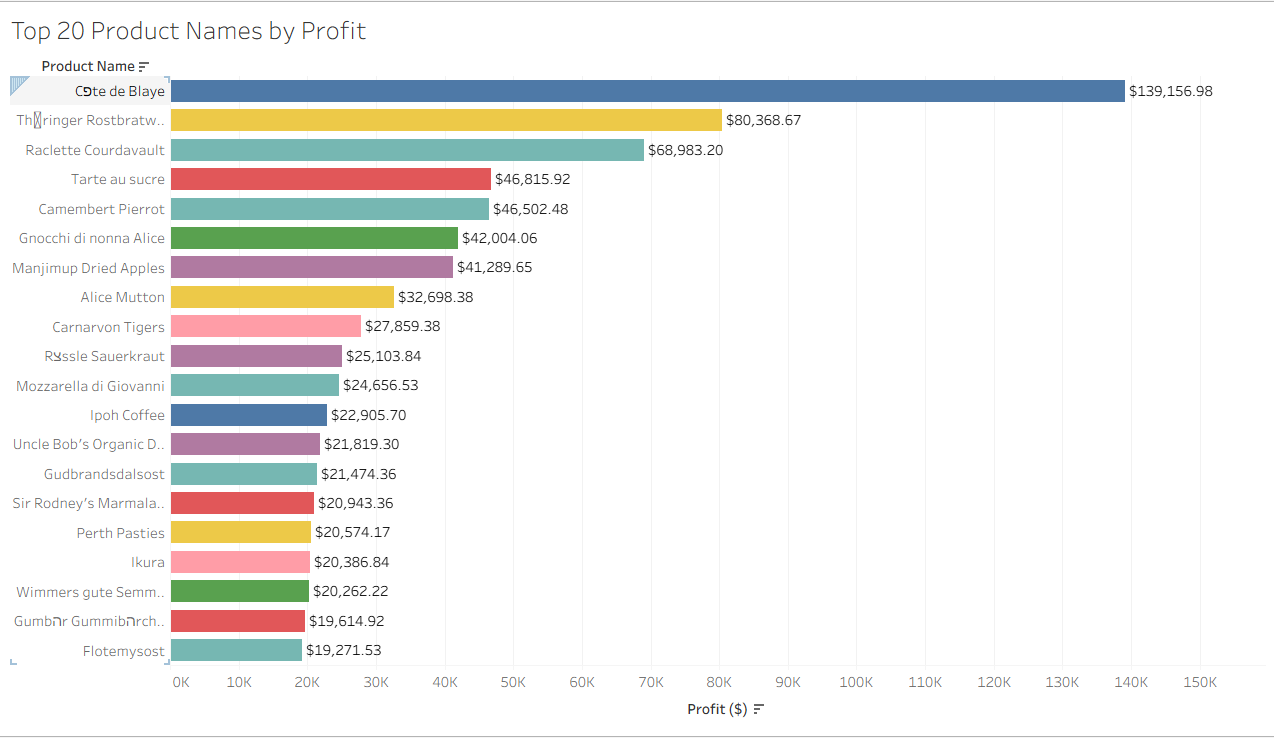 Top 20 Product Names by Profit
Product Name
Cפte de Blaye $139,156.98
Thringer Rostbratw.. $80,368.67
Raclette Courdavault $68,983.20
Tarte au sucre $46,815.92
Camembert Pierrot $46,502.48
Gnocchi di nonna Alice $42,004.06
Manjimup Dried Apples $41,289.65
Alice Mutton $32,698.38
Carnarvon Tigers $27,859.38
Rצssle Sauerkraut $25,103.84
Mozzarella di Giovanni $24,656.53
Ipoh Coffee $22,905.70
Uncle Bob’s Organic D.. $21,819.30
Gudbrandsdalsost $21,474.36
Sir Rodney’s Marmala.. $20,943.36
Perth Pasties $20,574.17
Ikura $20,386.84
Wimmers gute Semm.. $20,262.22
Gumbהr Gummibהrch.. $19,614.92
Flotemysost $19,271.53
0K 10K 20K 30K 40K 50K 60K 70K 80K 90K 100K 110K 120K 130K 140K 150K
Profit ($)